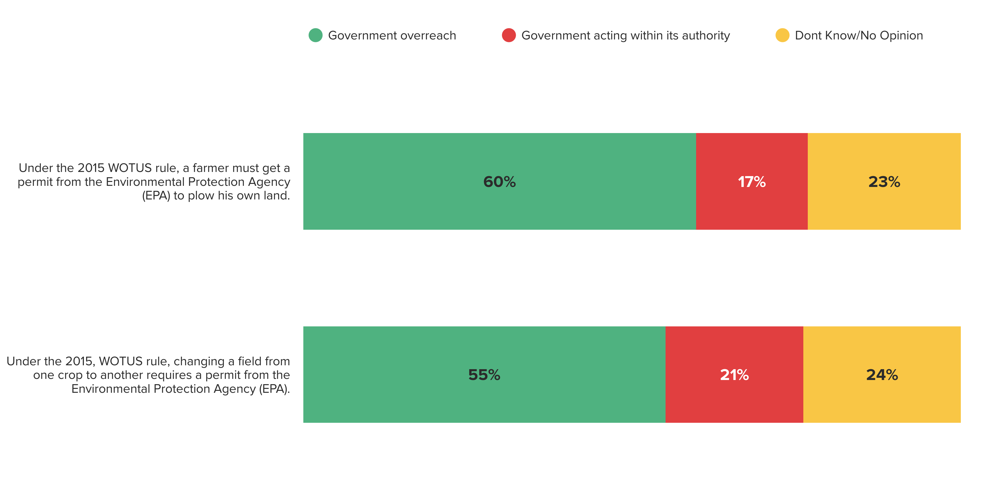 Government overreach
Government acting within its authority
Dont Know/No Opinion
Under the 2015 WOTUS rule, a farmer must get a
permit from the Environmental Protection Agency
(EPA) to plow his own land.
60%
17%
23%
Under the 2015, WOTUS rule, changing a field from
one crop to another requires a permit from the
Environmental Protection Agency (EPA).
55%
21%
24%